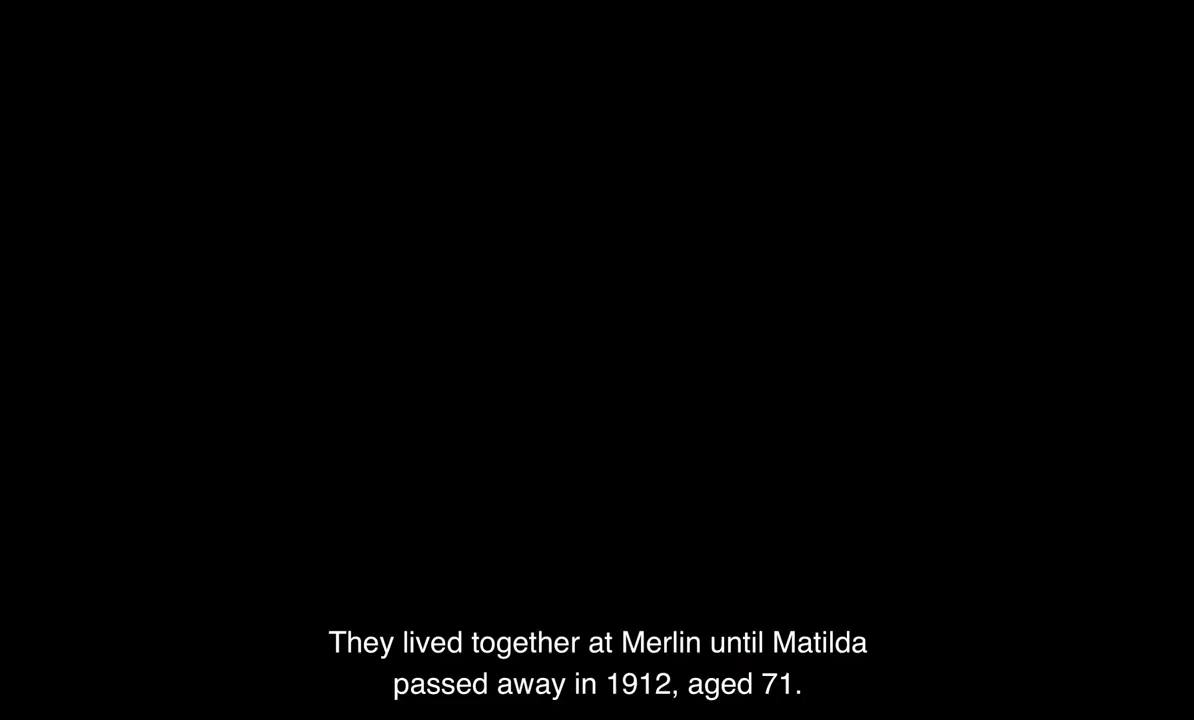 They lived together at Merlin until Matilda
passed away in 1912, aged 71.